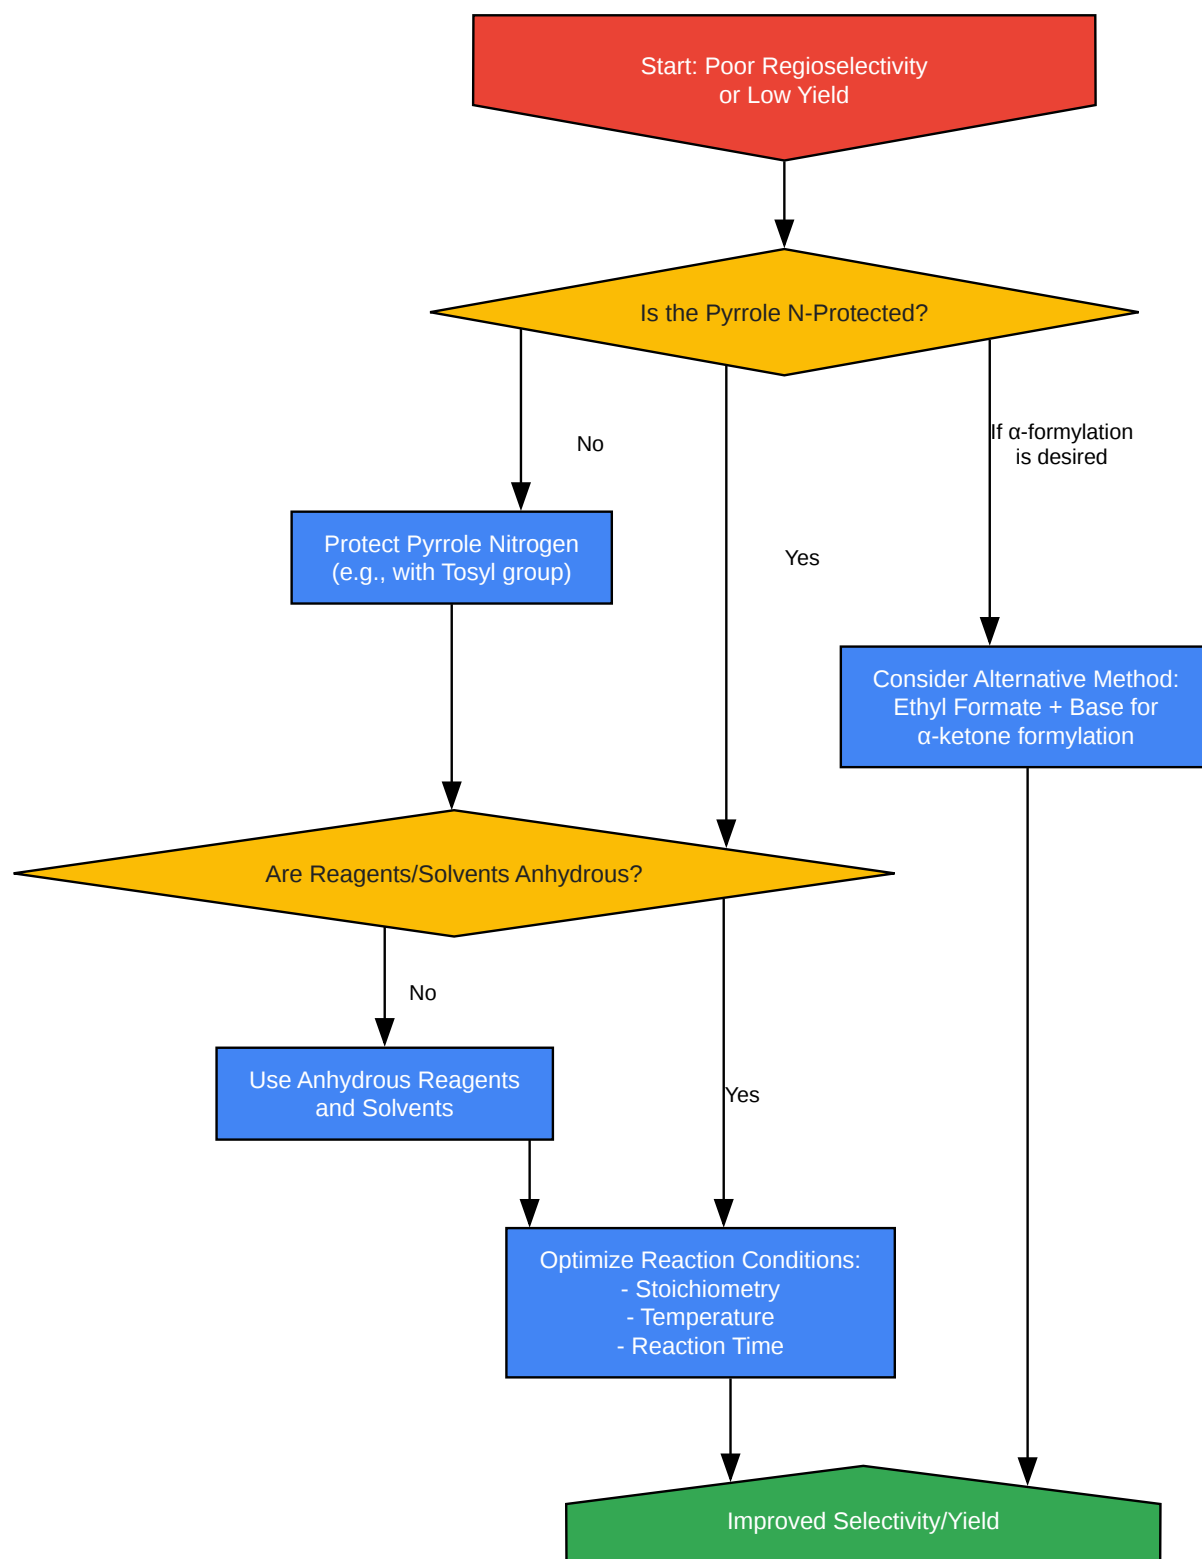 Start: Poor Regioselectivity
or Low Yield
Is the Pyrrole N-Protected?
No
If α-formylation
is desired
Protect Pyrrole Nitrogen
(e.g., with Tosyl group)
Yes
Consider Alternative Method:
Ethyl Formate + Base for
α-ketone formylation
Are Reagents/Solvents Anhydrous?
No
Use Anhydrous Reagents
and Solvents
Yes
Optimize Reaction Conditions:
- Stoichiometry
- Temperature
- Reaction Time
Improved Selectivity/Yield